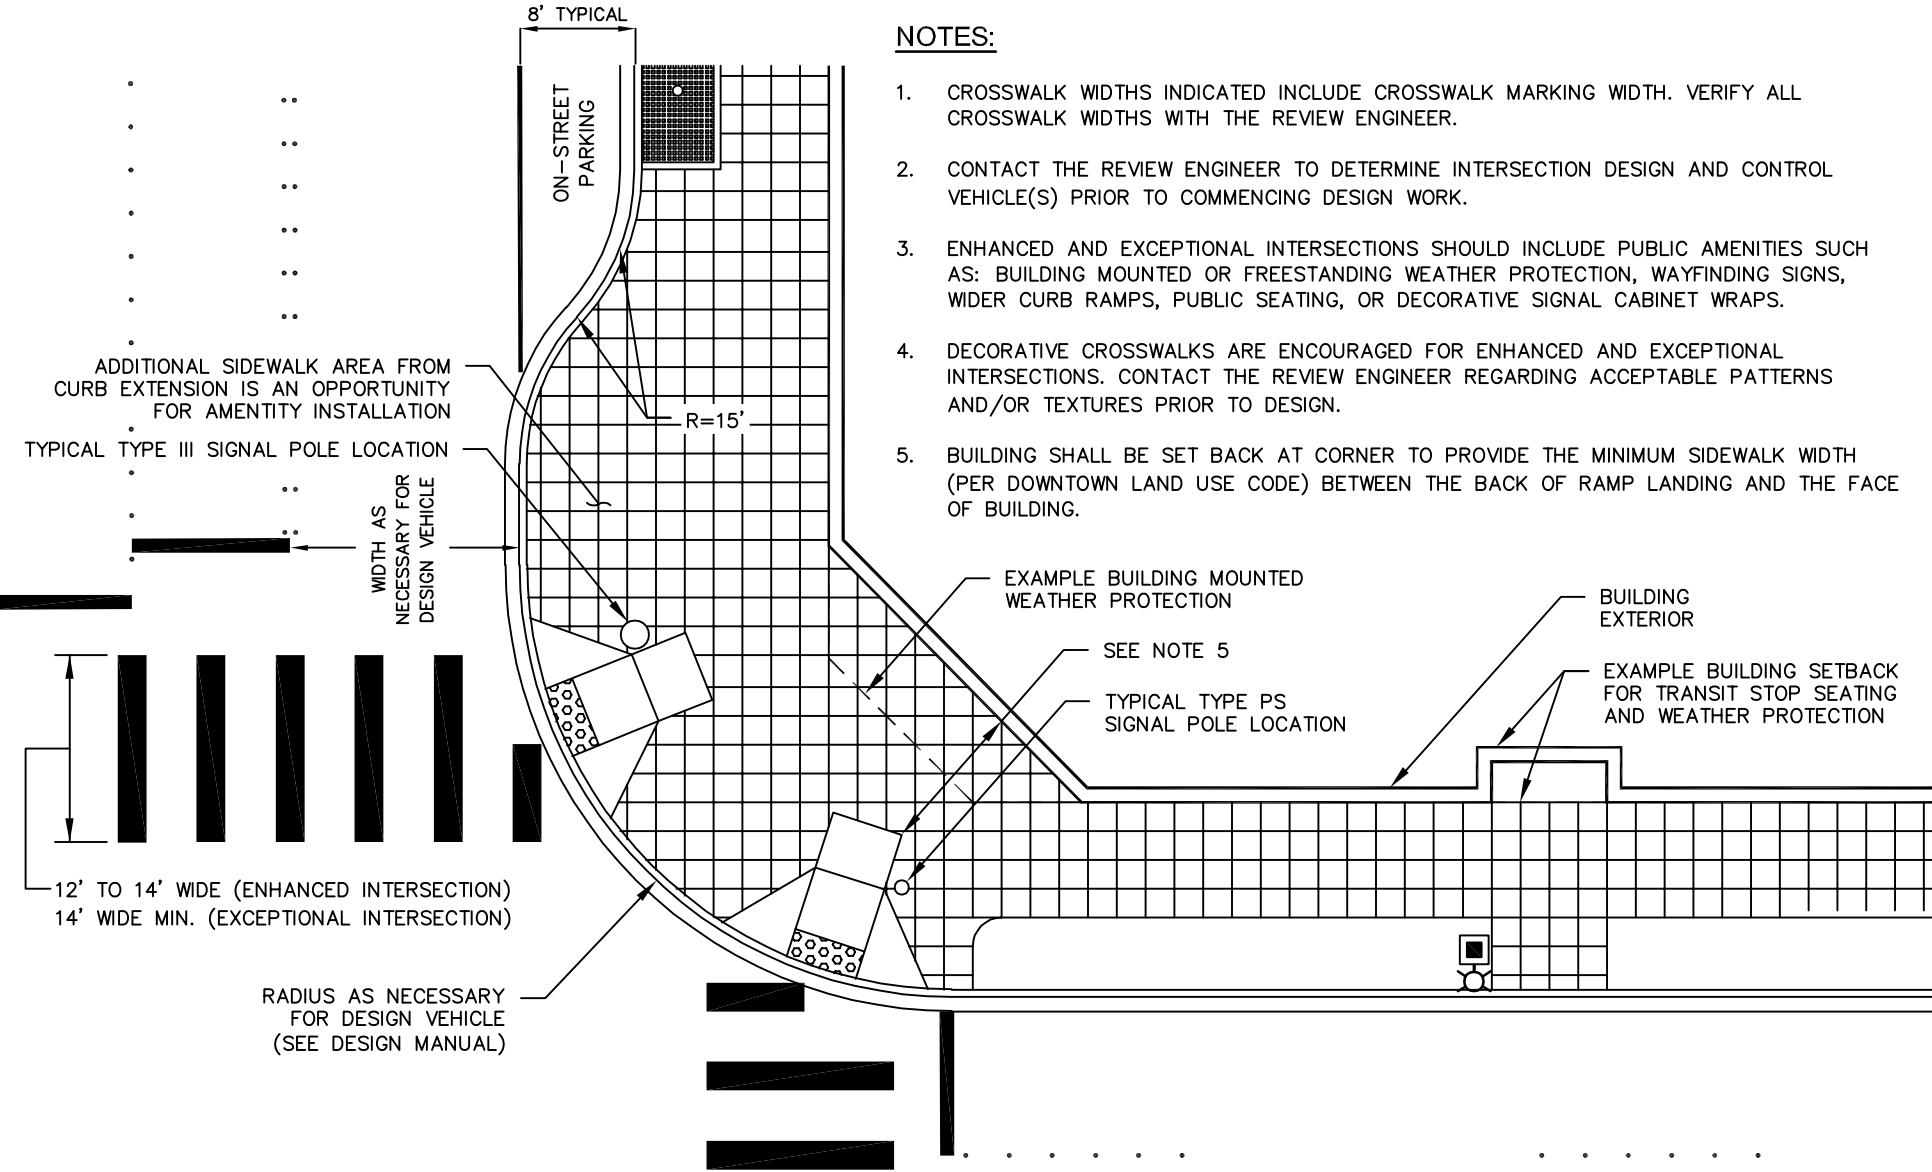 8' TYPICAL
ON-STREET
PARKING
NOTES:
1. CROSSWALK WIDTHS INDICATED INCLUDE CROSSWALK MARKING WIDTH. VERIFY ALL
CROSSWALK WIDTHS WITH THE REVIEW ENGINEER.
2. CONTACT THE REVIEW ENGINEER TO DETERMINE INTERSECTION DESIGN AND CONTROL
VEHICLE(S) PRIOR TO COMMENCING DESIGN WORK.
3. ENHANCED AND EXCEPTIONAL INTERSECTIONS SHOULD INCLUDE PUBLIC AMENITIES SUCH
AS: BUILDING MOUNTED OR FREESTANDING WEATHER PROTECTION, WAYFINDING SIGNS,
WIDER CURB RAMPS, PUBLIC SEATING, OR DECORATIVE SIGNAL CABINET WRAPS.
4. DECORATIVE CROSSWALKS ARE ENCOURAGED FOR ENHANCED AND EXCEPTIONAL
INTERSECTIONS. CONTACT THE REVIEW ENGINEER REGARDING ACCEPTABLE PATTERNS
AND/OR TEXTURES PRIOR TO DESIGN.
5. BUILDING SHALL BE SET BACK AT CORNER TO PROVIDE THE MINIMUM SIDEWALK WIDTH
(PER DOWNTOWN LAND USE CODE) BETWEEN THE BACK OF RAMP LANDING AND THE FACE
OF BUILDING.
ADDITIONAL SIDEWALK AREA FROM
CURB EXTENSION IS AN OPPORTUNITY
FOR AMENTITY INSTALLATION
R=15'
TYPICAL TYPE III SIGNAL POLE LOCATION
WIDTH AS
NECESSARY FOR
DESIGN VEHICLE
EXAMPLE BUILDING MOUNTED
WEATHER PROTECTION
BUILDING
EXTERIOR
SEE NOTE 5
EXAMPLE BUILDING SETBACK
FOR TRANSIT STOP SEATING
AND WEATHER PROTECTION
TYPICAL TYPE PS
SIGNAL POLE LOCATION
12' TO 14' WIDE (ENHANCED INTERSECTION)
14' WIDE MIN. (EXCEPTIONAL INTERSECTION)
RADIUS AS NECESSARY
FOR DESIGN VEHICLE
(SEE DESIGN MANUAL)